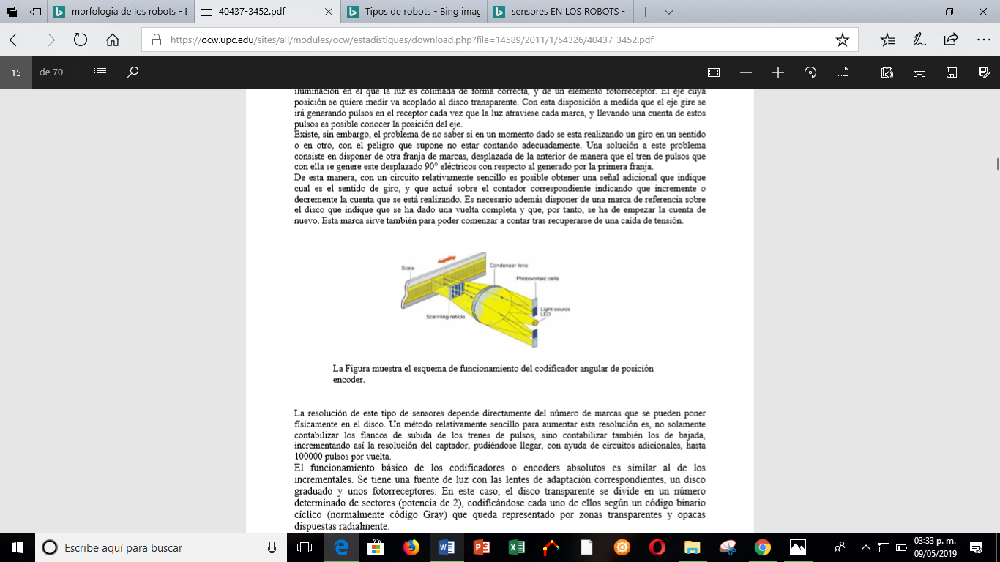 morfologia de los robots - B
40437-3452.pdf
Tipos de robots - Bing imag
sensores EN LOS ROBOTS -
https://ocw.upc.edu/sites/all/modules/ocw/estadistiques/download.php?file=14589/2011/1/54326/40437-3452.pdf
15 de 70
iluminación en el que la luz es colimada de forma correcta, y de un elemento fotorreceptor. El eje cuya
posición se quiere medir va acoplado al disco transparente. Con esta disposición a medida que el eje gire se
irá generando pulsos en el receptor cada vez que la luz atraviese cada marca, y llevando una cuenta de estos
pulsos es posible conocer la posición del eje.
Existe, sin embargo, el problema de no saber si en un momento dado se esta realizando un giro en un sentido
o en otro, con el peligro que supone no estar contando adecuadamente. Una solución a este problema
consiste en disponer de otra franja de marcas, desplazada de la anterior de manera que el tren de pulsos que
con ella se genere este desplazado 90° eléctricos con respecto al generado por la primera franja.
De esta manera, con un circuito relativamente sencillo es posible obtener una señal adicional que indique
cual es el sentido de giro, y que actué sobre el contador correspondiente indicando que incremente o
decremente la cuenta que se está realizando. Es necesario además disponer de una marca de referencia sobre
el disco que indique que se ha dado una vuelta completa y que, por tanto, se ha de empezar la cuenta de
nuevo. Esta marca sirve también para poder comenzar a contar tras recuperarse de una caída de tensión.
Scale
Condenser lens
Photovoltaic cells
Light source
LED
Scanning reticle
La Figura muestra el esquema de funcionamiento del codificador angular de posición
encoder.
La resolución de este tipo de sensores depende directamente del número de marcas que se pueden poner
físicamente en el disco. Un método relativamente sencillo para aumentar esta resolución es, no solamente
contabilizar los flancos de subida de los trenes de pulsos, sino contabilizar también los de bajada,
incrementando así la resolución del captador, pudiéndose llegar, con ayuda de circuitos adicionales, hasta
100000 pulsos por vuelta.
El funcionamiento básico de los codificadores o encoders absolutos es similar al de los
incrementales. Se tiene una fuente de luz con las lentes de adaptación correspondientes, un disco
graduado y unos fotorreceptores. En este caso, el disco transparente se divide en un número
determinado de sectores (potencia de 2), codificándose cada uno de ellos según un código binario
cíclico (normalmente código Gray) que queda representado por zonas transparentes y opacas
dispuestas radialmente.
Escribe aquí para buscar
03:33 p. m.
09/05/2019